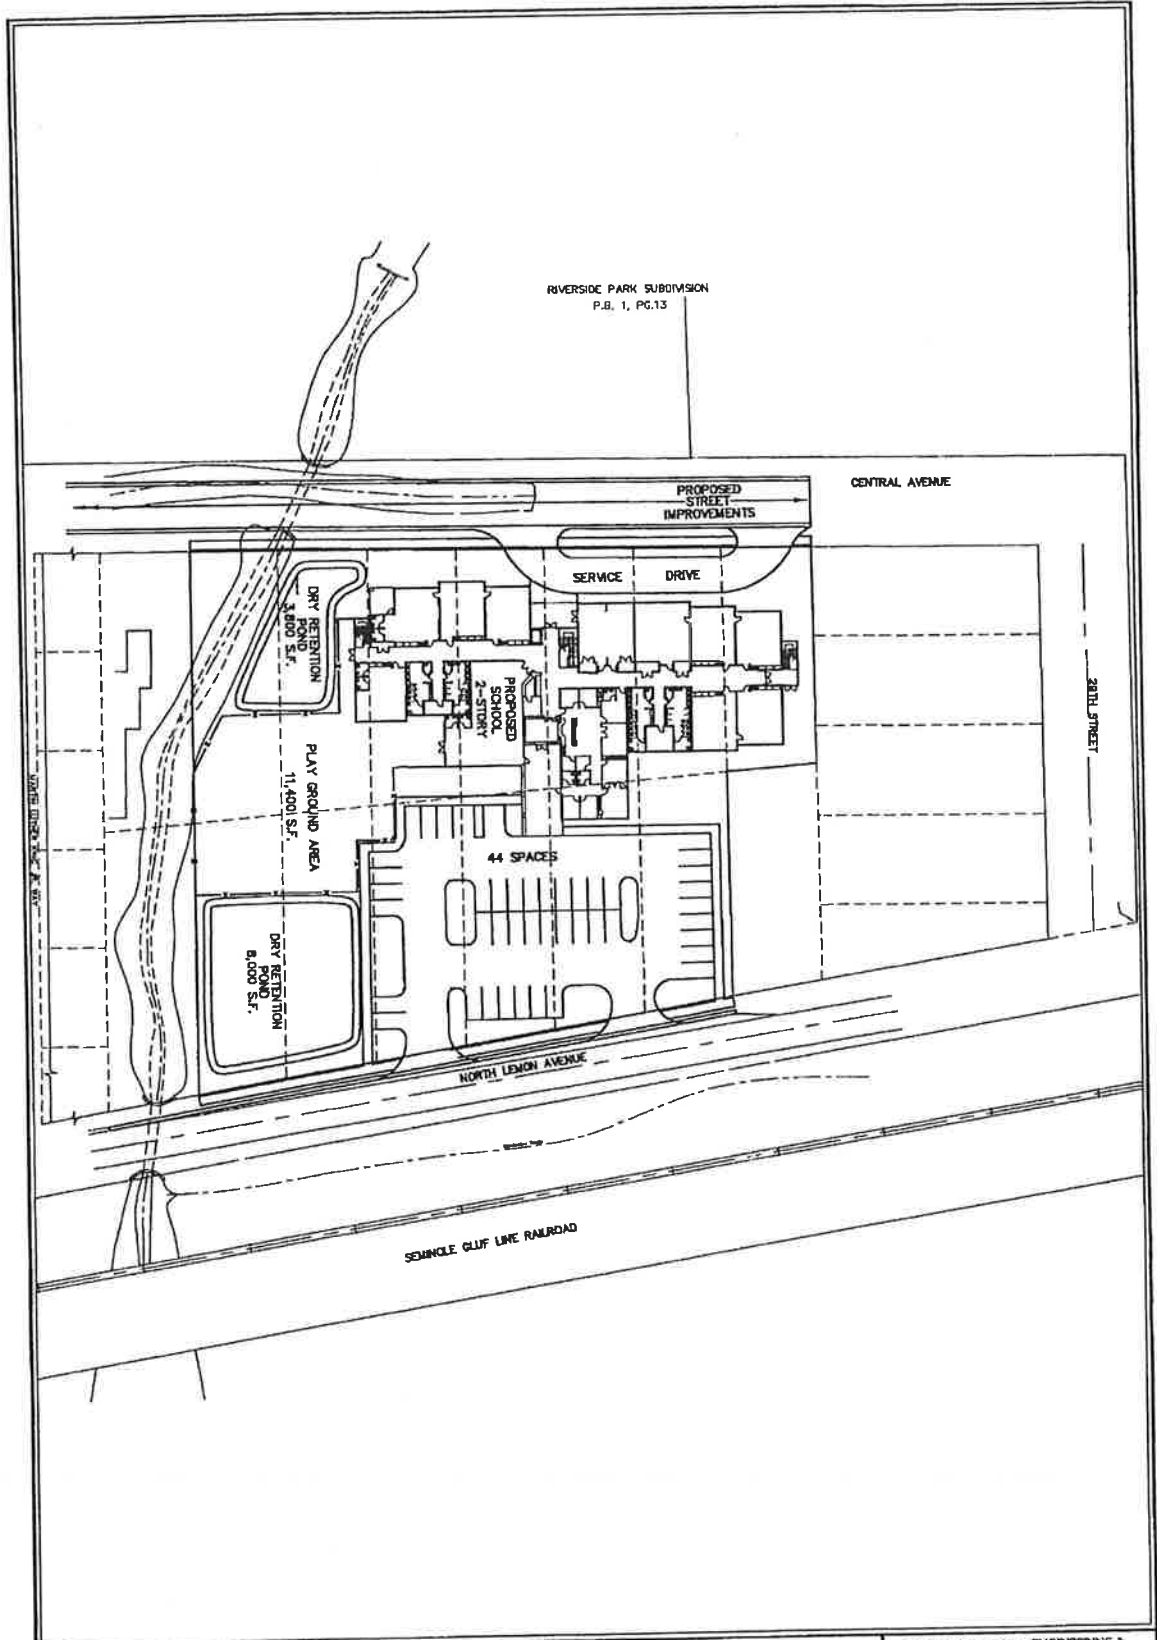 RIVERSIDE PARK SUBDIVISION
P.B. 1, PG.13
CENTRAL AVENUE
PROPOSED
STREET
IMPROVEMENTS
SERVICE DRIVE
DRY RETENTION
POND
3,800 S.F.
PROPOSED
SCHOOL
2-STORY
28TH STREET
PLAY GROUND AREA
11,400 S.F.
44 SPACES
DRY RETENTION
POND
8,000 S.F.
NORTH LEMON AVENUE
SEMINOLE GLUF LINE RAILROAD